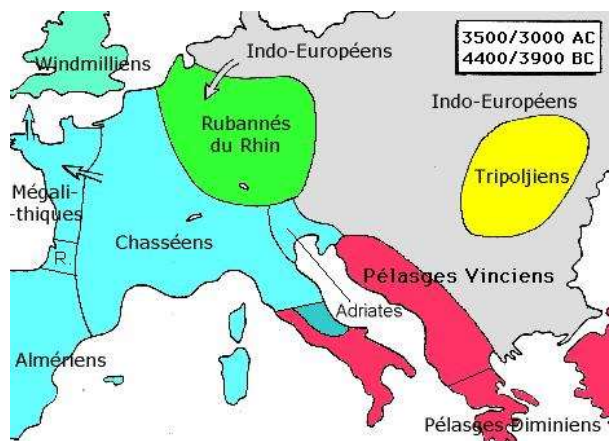 3500/3000 AC
4400/3900 BC
Windmilliens
Indo-Européens
Indo-Européens
Rubannés
du Rhin
Tripoljiens
Mégali-
-thiques
Chasséens
R.
Pélasges Vinciens
Adriates
Almériens
Pélasges Diminiens